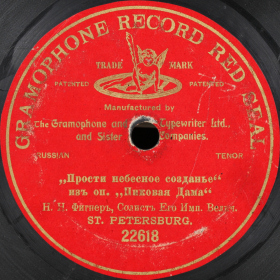 GRAMOPHONE RECORD RED SEAL
TRADE MARK
PATENTED PATENTED
Manufactured by
The Gramophone and Typewriter Ltd.,
and Sister Companies.
RUSSIAN TENOR
„Прости небесное созданье“
изъ оп. „Пиковая Дама“
Н. Н. Фигнеръ, Солистъ Его Имп. Велич.
ST. PETERSBURG.
22618